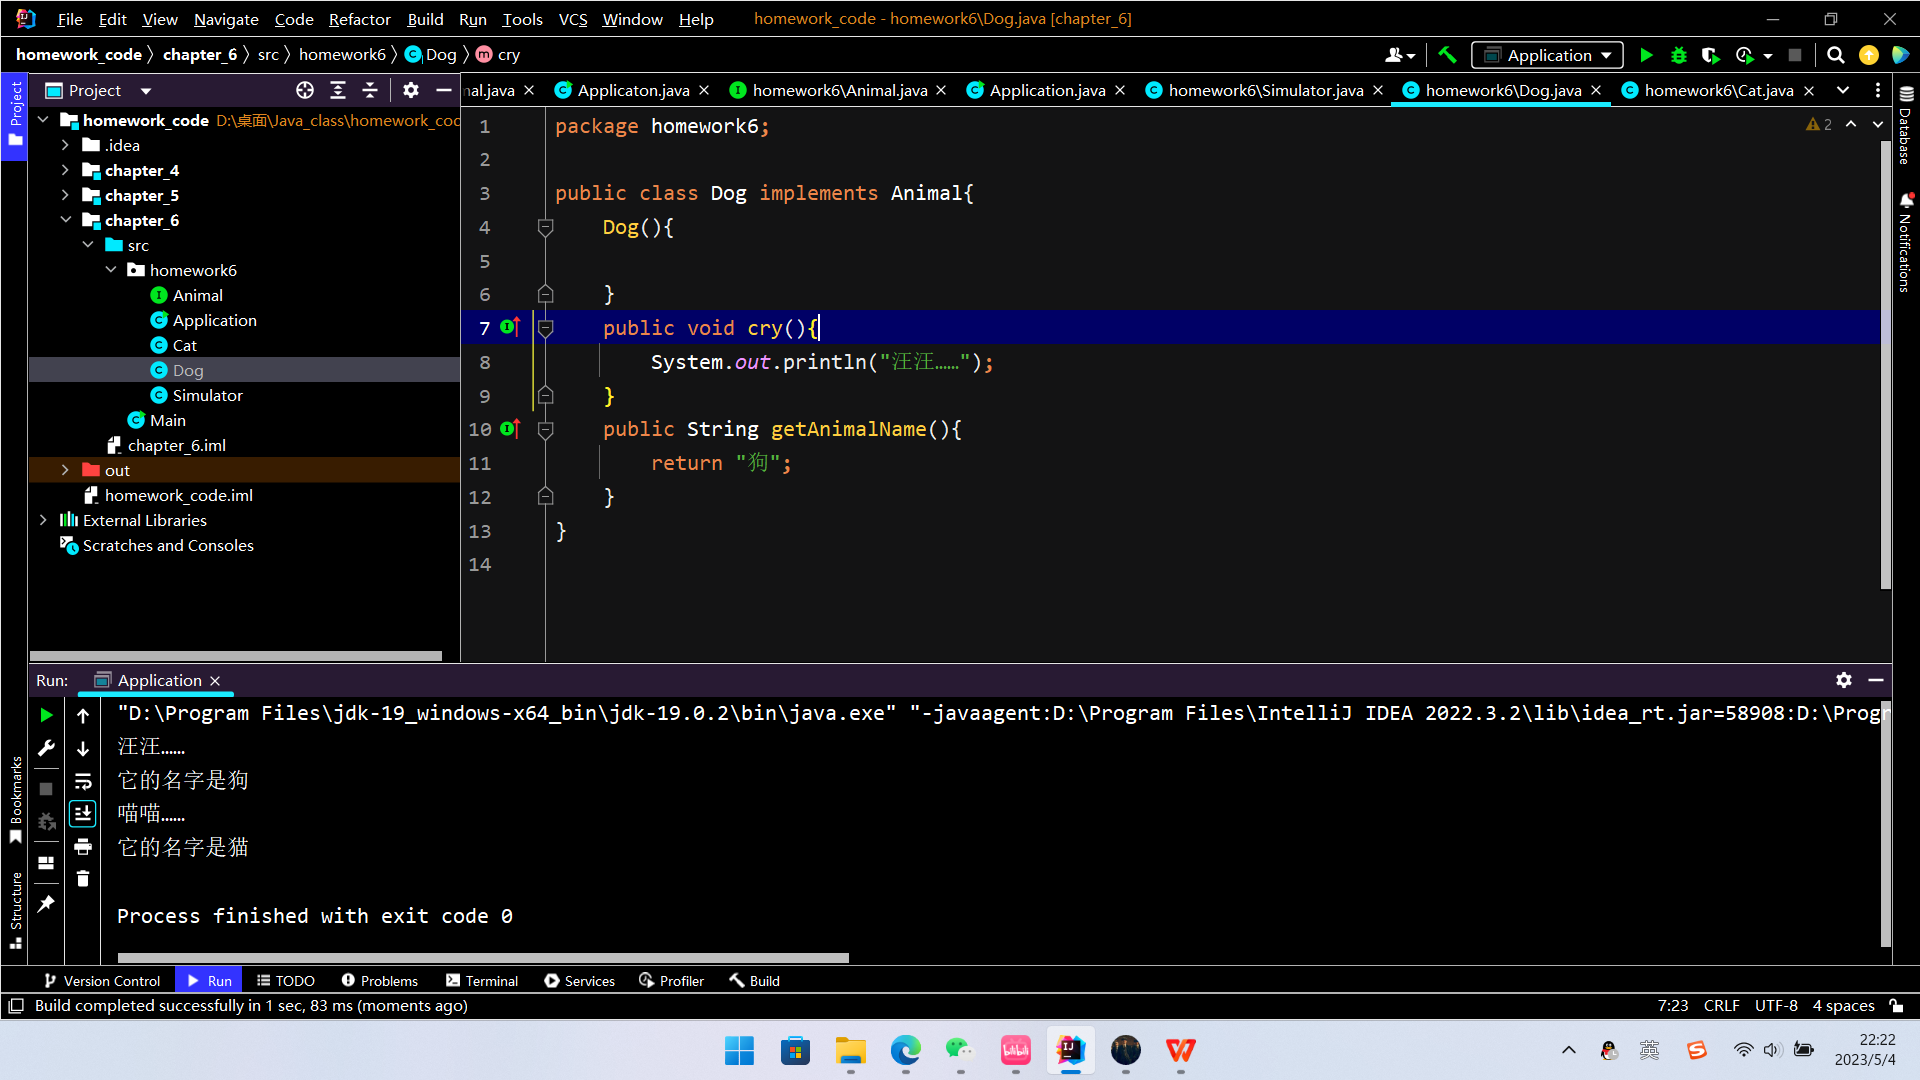 File Edit View Navigate Code Refactor Build Run Tools VCS Window Help homework_code - homework6\Dog.java [chapter_6]
homework_code chapter_6 src homework6 Dog cry Application
Project
nal.java Applicaton.java homework6\Animal.java Application.java homework6\Simulator.java homework6\Dog.java homework6\Cat.java
Project
homework_code D:\桌面\Java_class\homework_coc
.idea
chapter_4
chapter_5
chapter_6
src
homework6
Animal
Application
Cat
Dog
Simulator
Main
chapter_6.iml
out
homework_code.iml
External Libraries
Scratches and Consoles
1 package homework6;
2
3 public class Dog implements Animal{
4 Dog(){
5
6 }
7 public void cry(){
8 System.out.println("汪汪……");
9 }
10 public String getAnimalName(){
11 return "狗";
12 }
13 }
14
2
Database
Notifications
Run: Application
"D:\Program Files\jdk-19_windows-x64_bin\jdk-19.0.2\bin\java.exe" "-javaagent:D:\Program Files\IntelliJ IDEA 2022.3.2\lib\idea_rt.jar=58908:D:\Progr
汪汪……
它的名字是狗
喵喵……
它的名字是猫
Process finished with exit code 0
Bookmarks
Structure
Version Control Run TODO Problems Terminal Services Profiler Build
Build completed successfully in 1 sec, 83 ms (moments ago) 7:23 CRLF UTF-8 4 spaces
bilibili IJ 英 22:22
2023/5/4